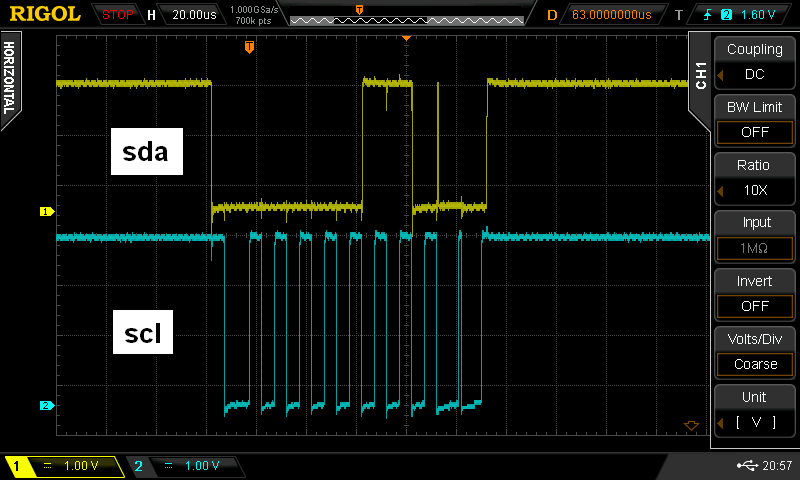 RIGOL STOP H 20.00us 1.000GSa/s 700k pts D 63.0000000us T 2 1.60 V
T
HORIZONTAL
CH1
Coupling
DC
BW Limit
OFF
Ratio
10X
Input
1MΩ
Invert
OFF
Volts/Div
Coarse
Unit
[ V ]
T
sda
1
scl
2
1 1.00 V 2 1.00 V 20:57